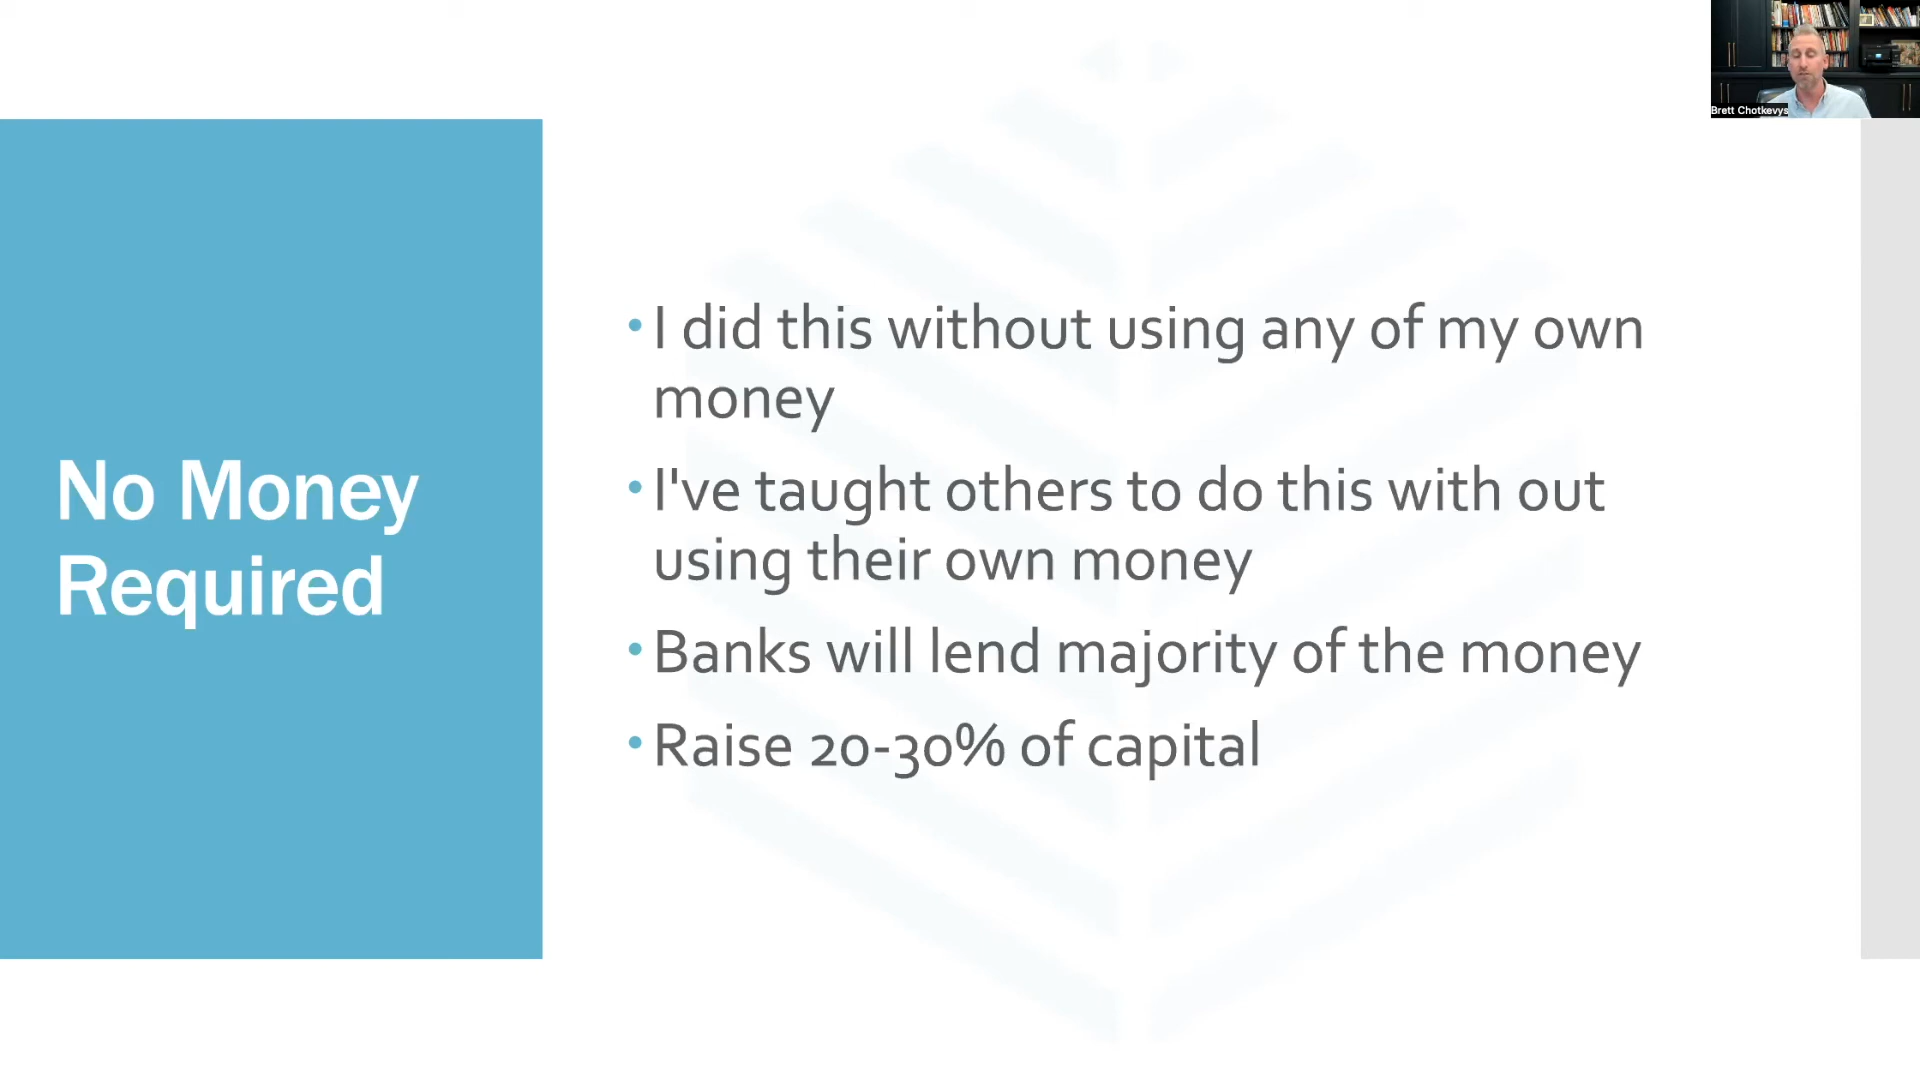 Brett Chotkevys
No Money
Required
• I did this without using any of my own
money
• I've taught others to do this with out
using their own money
• Banks will lend majority of the money
• Raise 20-30% of capital